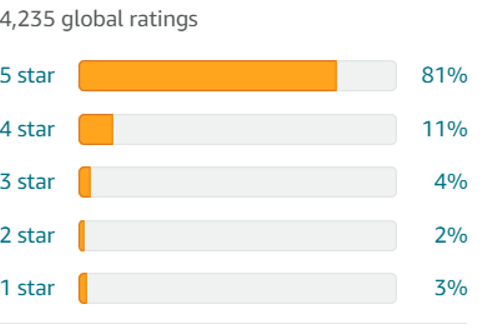 4,235 global ratings
5 star 81%
4 star 11%
3 star 4%
2 star 2%
1 star 3%